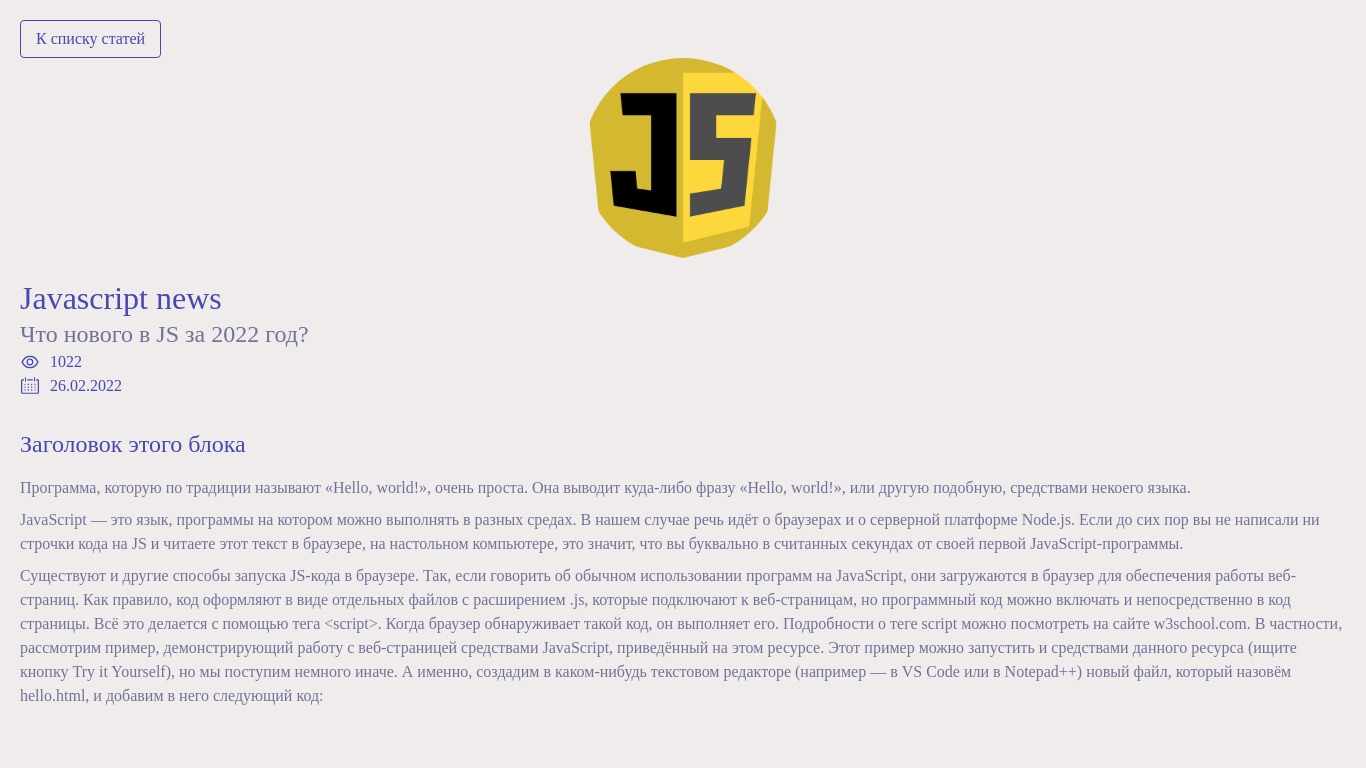 К списку статей
JS
Javascript news
Что нового в JS за 2022 год?
1022
26.02.2022
Заголовок этого блока
Программа, которую по традиции называют «Hello, world!», очень проста. Она выводит куда-либо фразу «Hello, world!», или другую подобную, средствами некоего языка.
JavaScript — это язык, программы на котором можно выполнять в разных средах. В нашем случае речь идёт о браузерах и о серверной платформе Node.js. Если до сих пор вы не написали ни
строчки кода на JS и читаете этот текст в браузере, на настольном компьютере, это значит, что вы буквально в считанных секундах от своей первой JavaScript-программы.
Существуют и другие способы запуска JS-кода в браузере. Так, если говорить об обычном использовании программ на JavaScript, они загружаются в браузер для обеспечения работы веб-
страниц. Как правило, код оформляют в виде отдельных файлов с расширением .js, которые подключают к веб-страницам, но программный код можно включать и непосредственно в код
страницы. Всё это делается с помощью тега <script>. Когда браузер обнаруживает такой код, он выполняет его. Подробности о теге script можно посмотреть на сайте w3school.com. В частности,
рассмотрим пример, демонстрирующий работу с веб-страницей средствами JavaScript, приведённый на этом ресурсе. Этот пример можно запустить и средствами данного ресурса (ищите
кнопку Try it Yourself), но мы поступим немного иначе. А именно, создадим в каком-нибудь текстовом редакторе (например — в VS Code или в Notepad++) новый файл, который назовём
hello.html, и добавим в него следующий код: